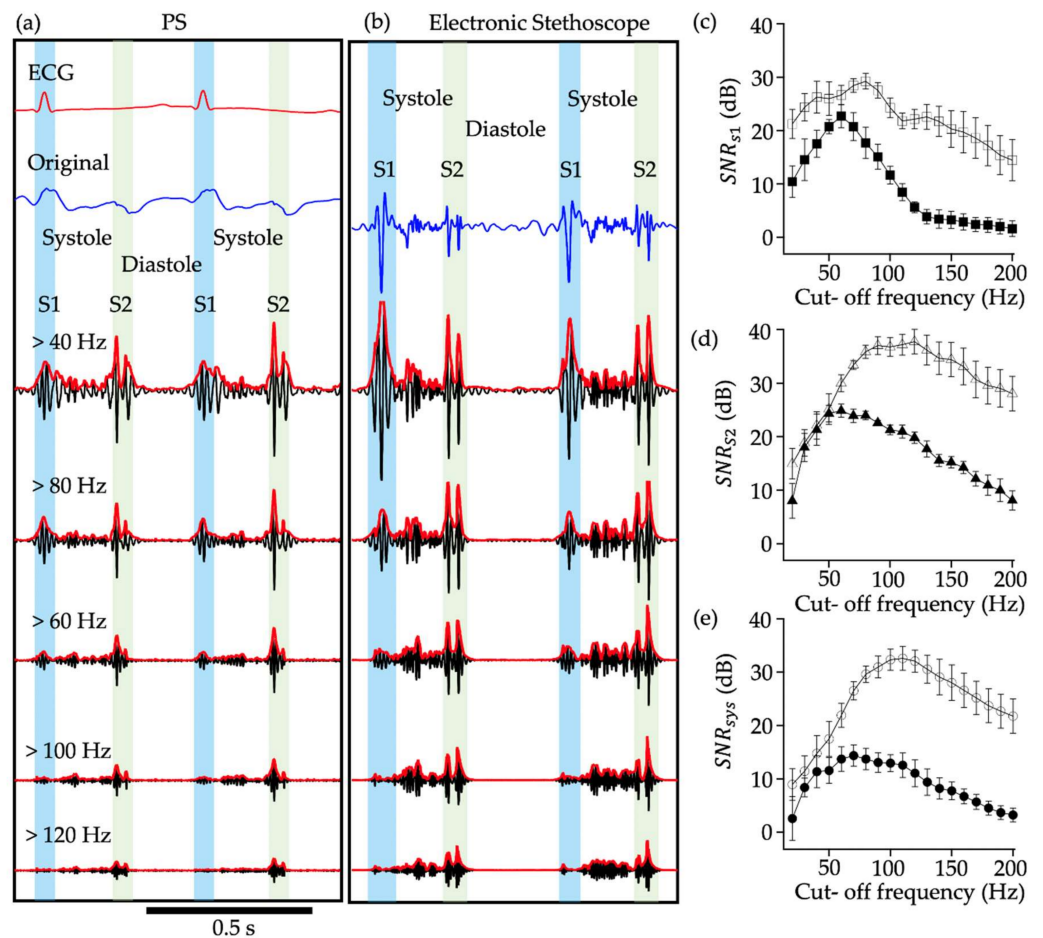 (a) PS
ECG
Original
Systole Systole
Diastole
S1 S2 S1 S2
> 40 Hz
> 80 Hz
> 60 Hz
> 100 Hz
> 120 Hz
0.5 s
(b) Electronic Stethoscope
Systole Systole
Diastole
S1 S2 S1 S2
(c)
SNRs1 (dB)
40
30
20
10
0
50 100 150 200
Cut- off frequency (Hz)
(d)
SNRS2 (dB)
40
30
20
10
0
50 100 150 200
Cut- off frequency (Hz)
(e)
SNRsys (dB)
40
30
20
10
0
50 100 150 200
Cut- off frequency (Hz)